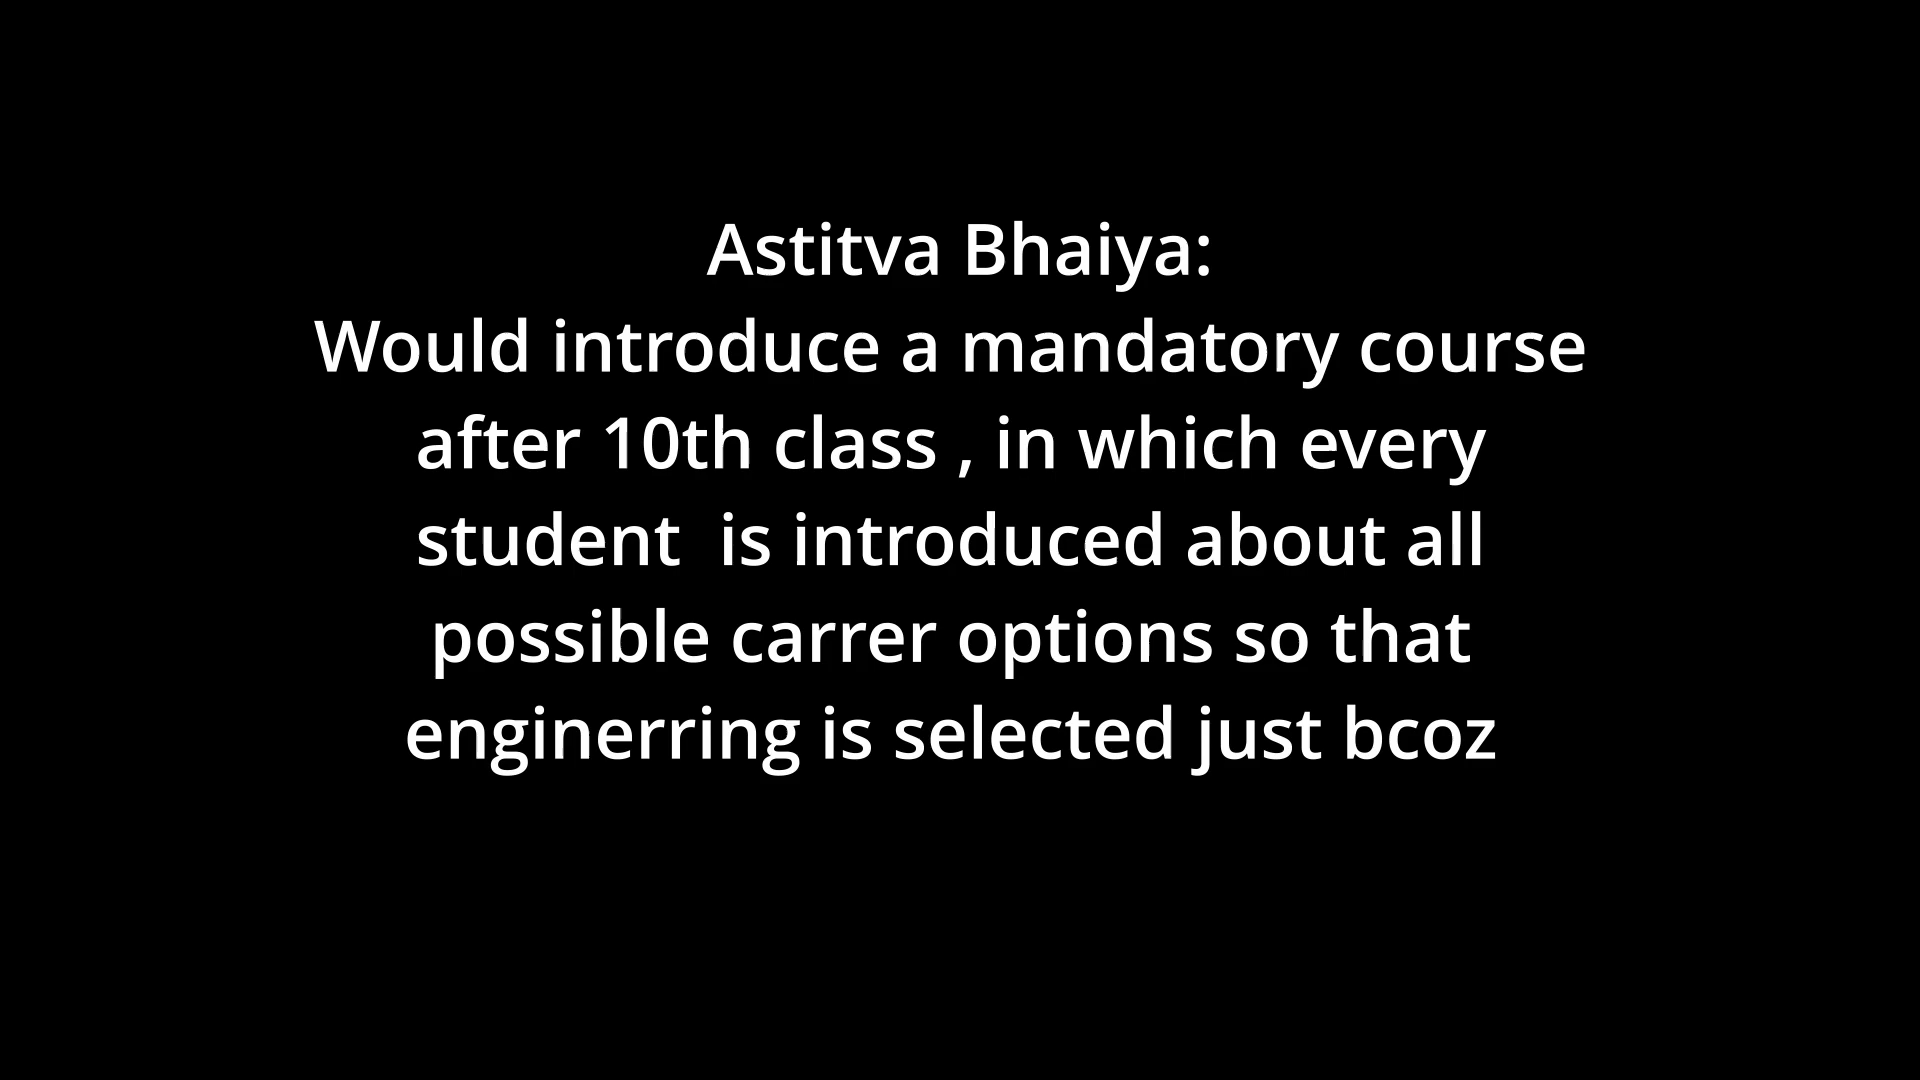 Astitva Bhaiya:
Would introduce a mandatory course
after 10th class , in which every
student  is introduced about all
possible carrer options so that
enginerring is selected just bcoz